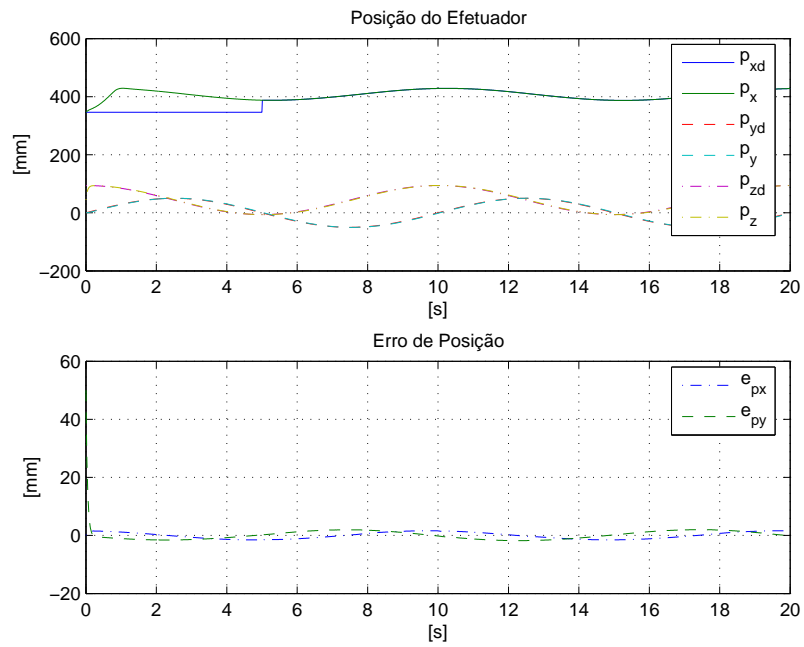 Posição do Efetuador
600
400
200
0
−200
[mm]
p_xd
p_x
p_yd
p_y
p_zd
p_z
0 2 4 6 8 10 12 14 16 18 20
[s]
Erro de Posição
60
40
20
0
−20
[mm]
e_px
e_py
0 2 4 6 8 10 12 14 16 18 20
[s]